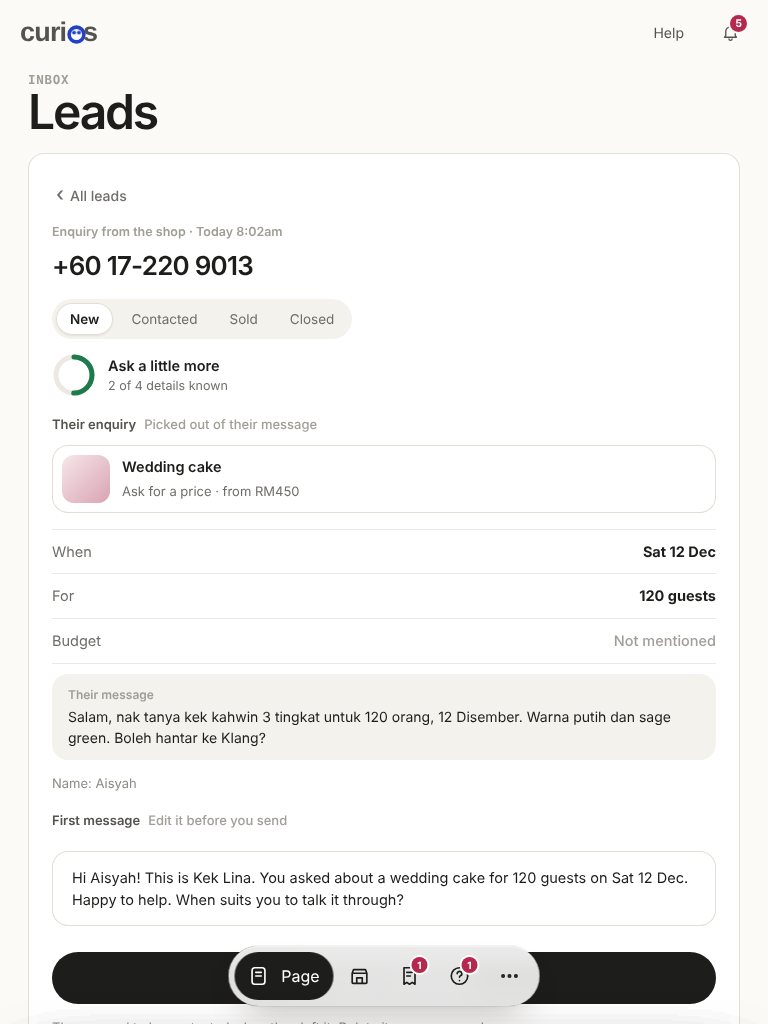 curios
Help
5
INBOX
Leads
All leads
Enquiry from the shop · Today 8:02am
+60 17-220 9013
New
Contacted
Sold
Closed
Ask a little more
2 of 4 details known
Their enquiry Picked out of their message
Wedding cake
Ask for a price · from RM450
When
Sat 12 Dec
For
120 guests
Budget
Not mentioned
Their message
Salam, nak tanya kek kahwin 3 tingkat untuk 120 orang, 12 Disember. Warna putih dan sage
green. Boleh hantar ke Klang?
Name: Aisyah
First message Edit it before you send
Hi Aisyah! This is Kek Lina. You asked about a wedding cake for 120 guests on Sat 12 Dec.
Happy to help. When suits you to talk it through?
Page
1
1